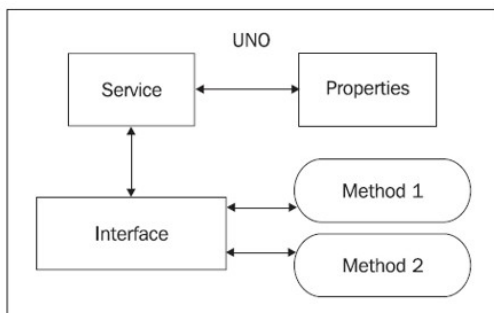 UNO
Service
Properties
Interface
Method 1
Method 2